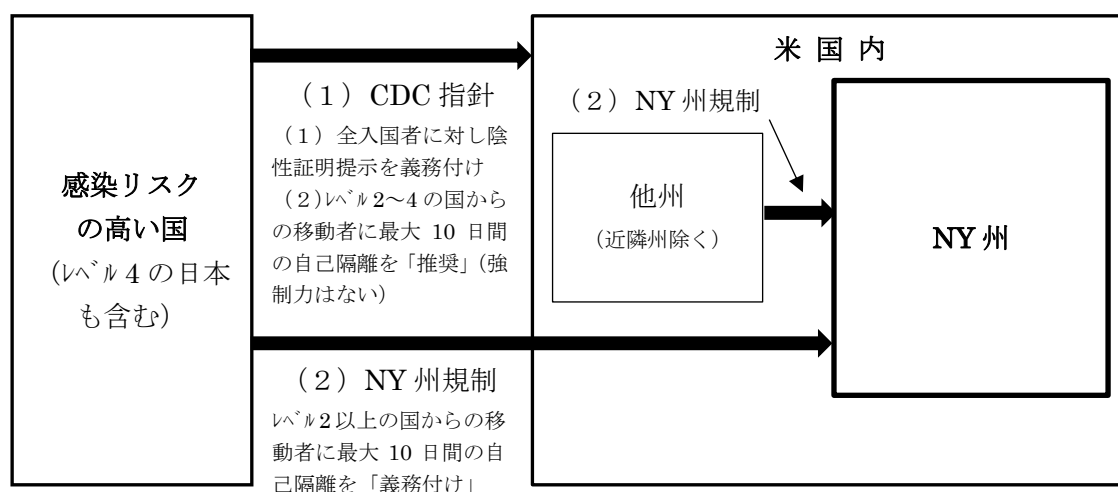 米国内
（１）CDC 指針
（１）全入国者に対し陰
性証明提示を義務付け
（２）ﾚﾍﾞﾙ 2～4 の国から
の移動者に最大 10 日間
の自己隔離を「推奨」（強
制力はない）
感染リスク
の高い国
（ﾚﾍﾞﾙ 4 の日本
も含む）
（２）NY 州規制
他州
（近隣州除く）
NY 州
（２）NY 州規制
ﾚﾍﾞﾙ 2 以上の国からの移
動者に最大 10 日間の自
己隔離を「義務付け」